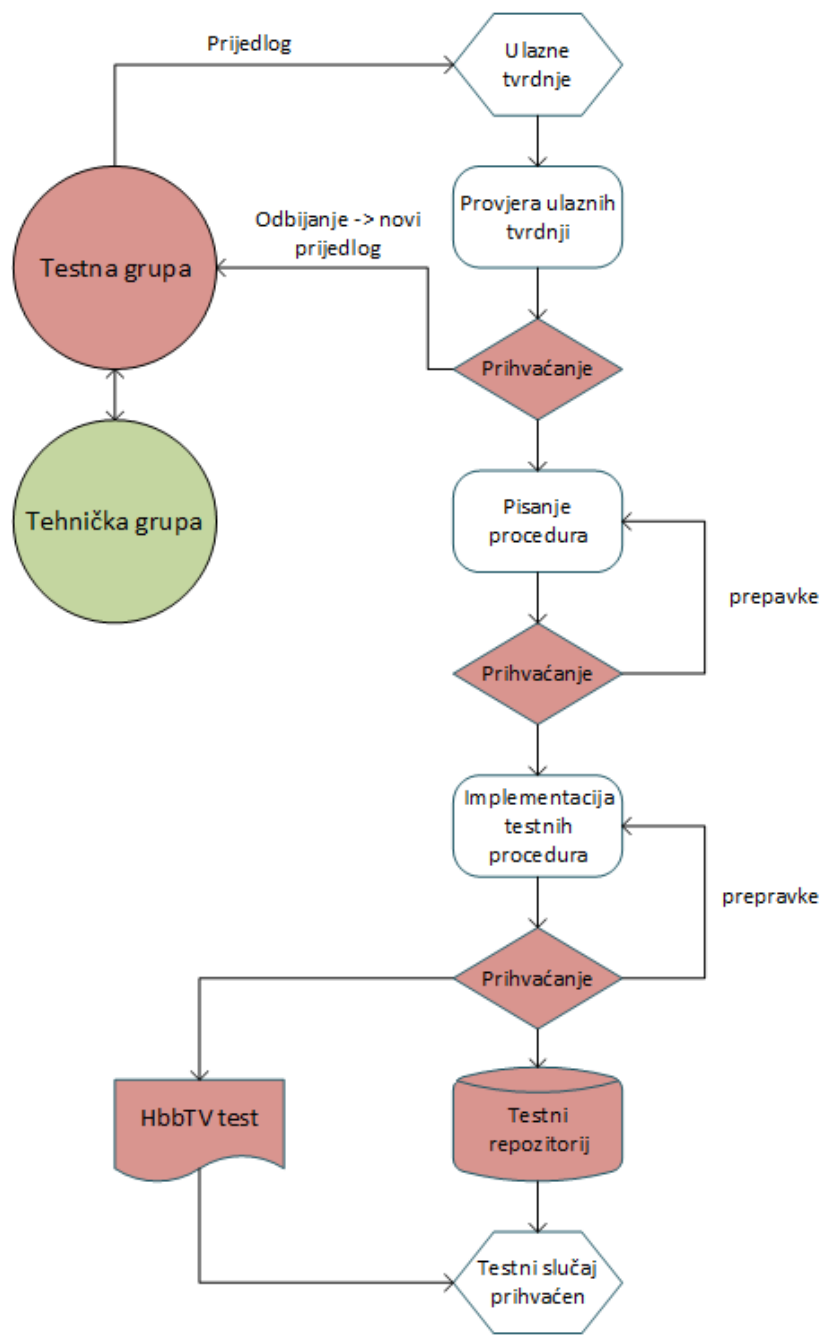 Prijedlog
Ulazne
tvrdnje
Provjera ulaznih
tvrdnji
Odbijanje -> novi
prijedlog
Testna grupa
Prihvaćanje
Tehnička grupa
Pisanje
procedura
prepavke
Prihvaćanje
Implementacija
testnih
procedura
prepravke
Prihvaćanje
HbbTV test
Testni
repozitorij
Testni slučaj
prihvaćen